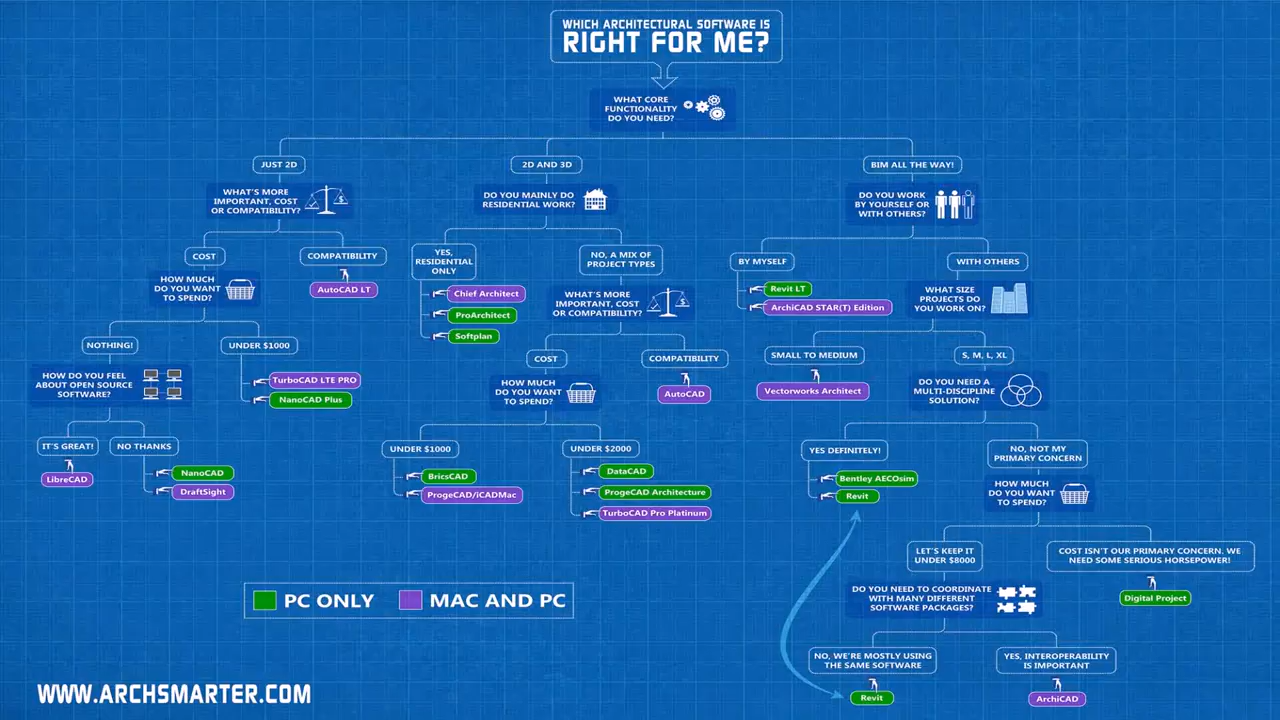 WHICH ARCHITECTURAL SOFTWARE IS
RIGHT FOR ME?
WHAT CORE
FUNCTIONALITY
DO YOU NEED?
JUST 2D
WHAT'S MORE
IMPORTANT, COST
OR COMPATIBILITY?
$
COST
COMPATIBILITY
AutoCAD LT
HOW MUCH
DO YOU WANT
TO SPEND?
NOTHING!
UNDER $1000
TurboCAD LTE PRO
NanoCAD Plus
HOW DO YOU FEEL
ABOUT OPEN SOURCE
SOFTWARE?
IT'S GREAT!
NO THANKS
LibreCAD
NanoCAD
DraftSight
2D AND 3D
DO YOU MAINLY DO
RESIDENTIAL WORK?
YES,
RESIDENTIAL
ONLY
Chief Architect
ProArchitect
Softplan
NO, A MIX OF
PROJECT TYPES
WHAT'S MORE
IMPORTANT, COST
OR COMPATIBILITY?
$
COST
COMPATIBILITY
AutoCAD
HOW MUCH
DO YOU WANT
TO SPEND?
UNDER $1000
BricsCAD
ProgeCAD/iCADMac
UNDER $2000
DataCAD
ProgeCAD Architecture
TurboCAD Pro Platinum
BIM ALL THE WAY!
DO YOU WORK
BY YOURSELF OR
WITH OTHERS?
BY MYSELF
Revit LT
ArchiCAD STAR(T) Edition
WITH OTHERS
WHAT SIZE
PROJECTS DO
YOU WORK ON?
SMALL TO MEDIUM
Vectorworks Architect
S, M, L, XL
DO YOU NEED A
MULTI-DISCIPLINE
SOLUTION?
YES DEFINITELY!
Bentley AECOsim
Revit
NO, NOT MY
PRIMARY CONCERN
HOW MUCH
DO YOU WANT
TO SPEND?
LET'S KEEP IT
UNDER $8000
COST ISN'T OUR PRIMARY CONCERN. WE
NEED SOME SERIOUS HORSEPOWER!
Digital Project
DO YOU NEED TO COORDINATE
WITH MANY DIFFERENT
SOFTWARE PACKAGES?
NO, WE'RE MOSTLY USING
THE SAME SOFTWARE
Revit
YES, INTEROPERABILITY
IS IMPORTANT
ArchiCAD
PC ONLY
MAC AND PC
WWW.ARCHSMARTER.COM